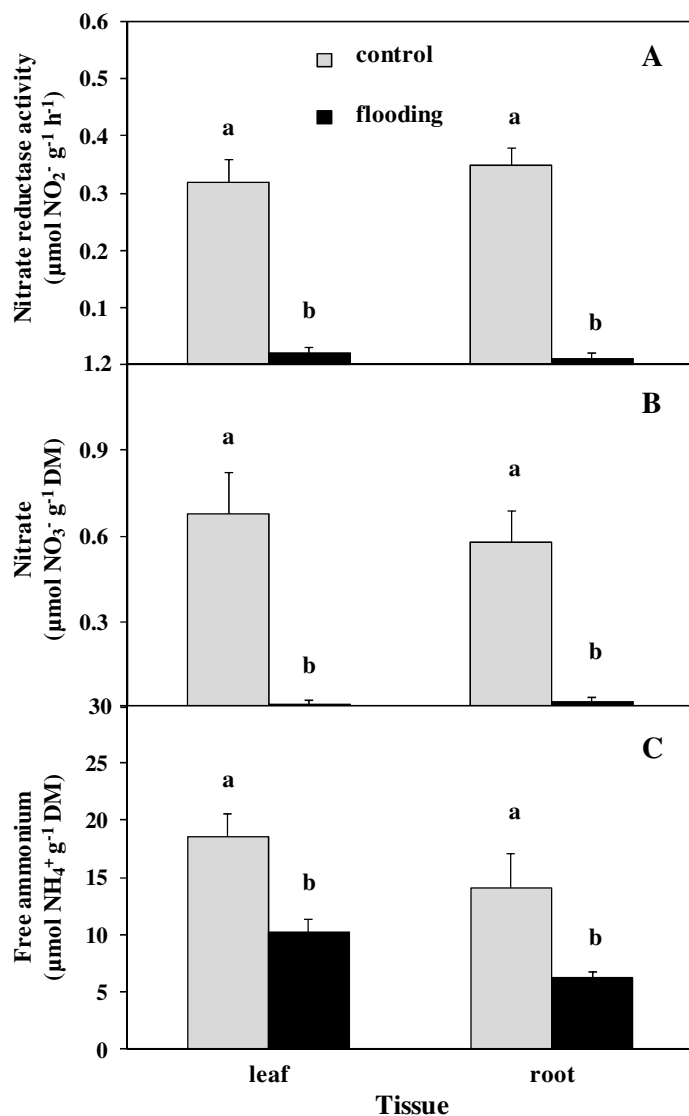 0.6
A
control
0.5
flooding
0.4
a
a
0.3
0.2
0.1
b
b
Nitrate reductase activity
(μmol NO₂⁻ g⁻¹ h⁻¹)
1.2
B
0.9
a
a
0.6
0.3
b
b
Nitrate
(μmol NO₃⁻ g⁻¹ DM)
30
C
25
a
20
a
15
b
10
b
5
0
Free ammonium
(μmol NH₄⁺ g⁻¹ DM)
leaf
root
Tissue